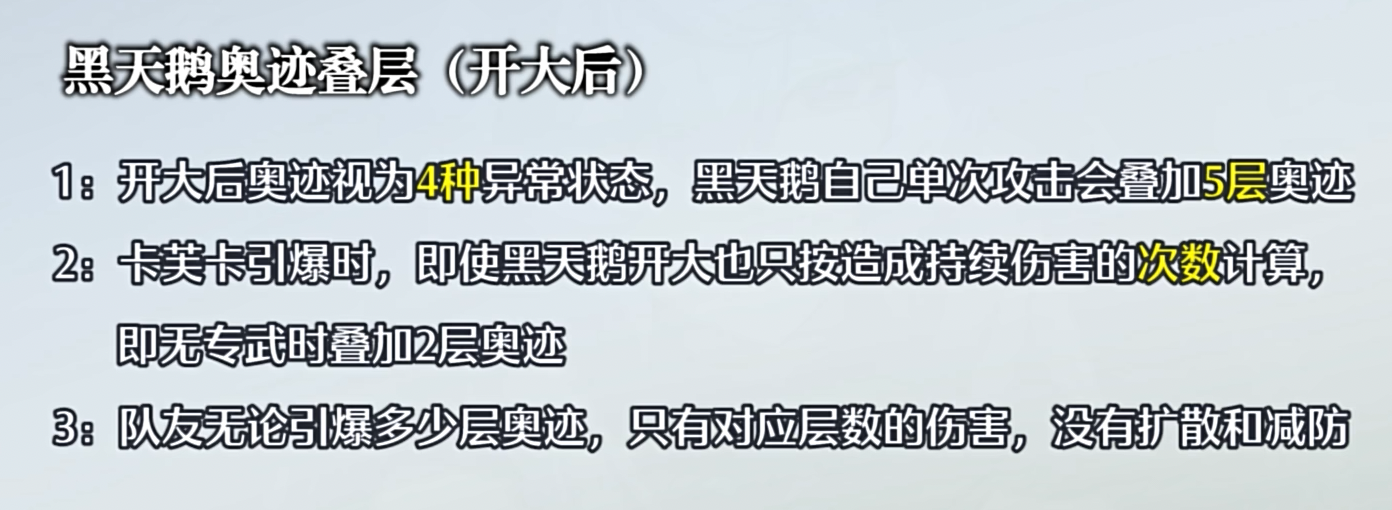 黑天鹅奥迹叠层（开大后）
1：开大后奥迹视为4种异常状态，黑天鹅自己单次攻击会叠加5层奥迹
2：卡芙卡引爆时，即使黑天鹅开大也只按造成持续伤害的次数计算，
即无专武时叠加2层奥迹
3：队友无论引爆多少层奥迹，只有对应层数的伤害，没有扩散和减防